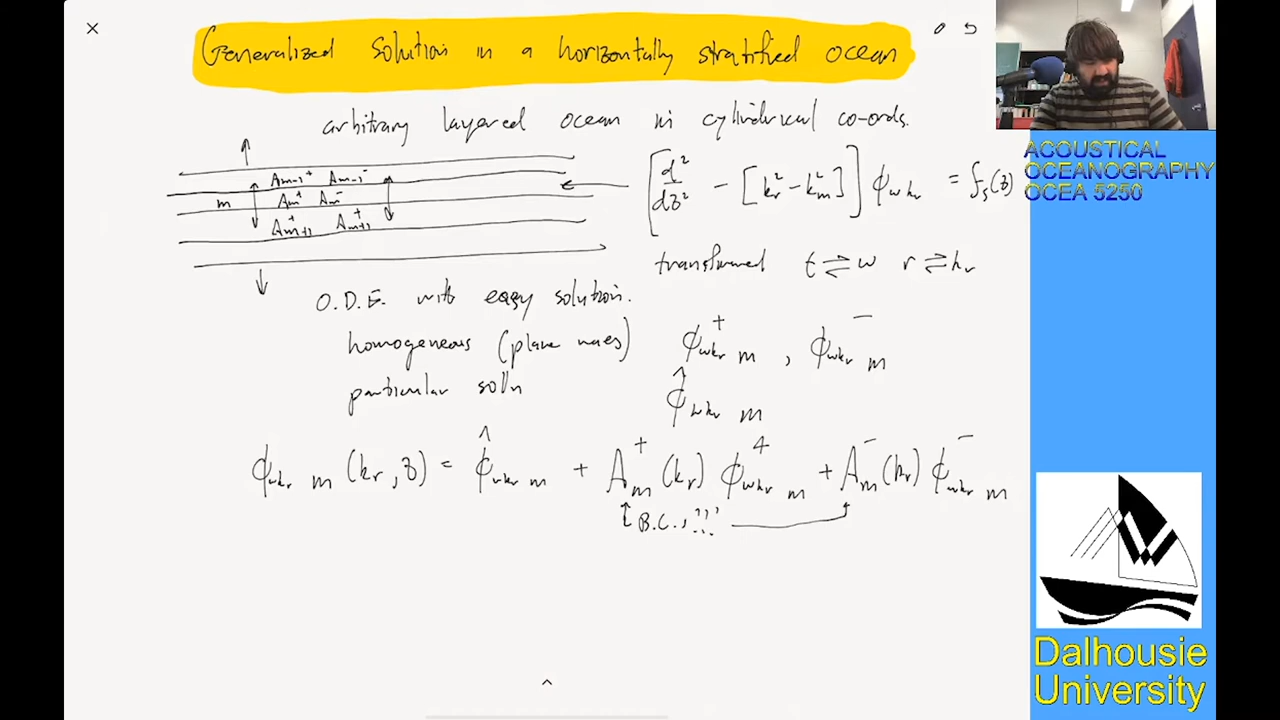 Generalized solution in a horizontally stratified ocean
arbitrary layered ocean in cylindrical co-ords.
ACOUSTICAL
OCEANOGRAPHY
OCEA 5250
Am-1⁺ Am-1⁻
m Am⁺ Am⁻
A⁺m+1 A⁺m+1
[d²/dz² - [kr² - km²]] ϕωkr = fs(z)
transformed t ⇌ ω r ⇌ kr
O.D.E. with easy solution.
homogeneous (plane waves) ϕ⁺ωkr m , ϕ⁻ωkr m
particular soln ϕ̂ωkr m
ϕωkr m (kr, z) = ϕ̂ωkr m + A⁺m (kr) ϕ⁺ωkr m + A⁻m (kr) ϕ⁻ωkr m
B.C.,
Dalhousie
University